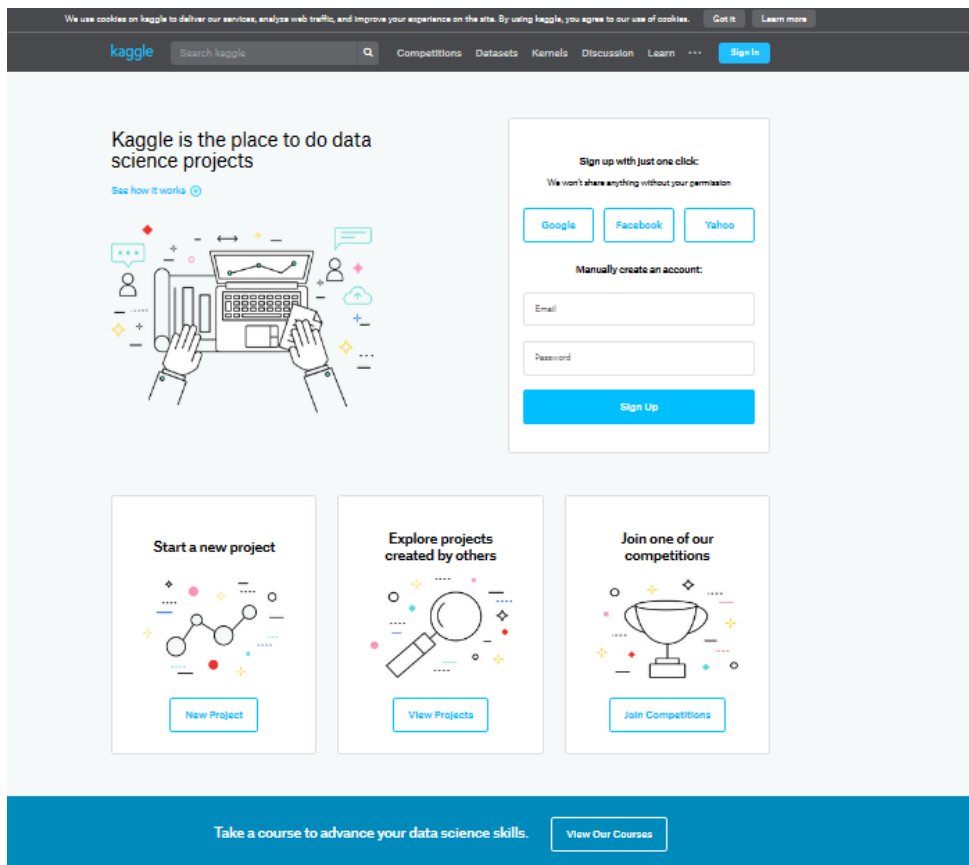 We use cookies on kaggle to deliver our services, analyze web traffic, and improve your experience on the site. By using kaggle, you agree to our use of cookies. Got it Learn more
kaggle Search kaggle Competitions Datasets Kernels Discussion Learn ... Sign In
Kaggle is the place to do data
science projects
See how it works
Sign up with just one click:
We won't share anything without your permission
Google Facebook Yahoo
Manually create an account:
Email
Password
Sign Up
Start a new project
New Project
Explore projects
created by others
View Projects
Join one of our
competitions
Join Competitions
Take a course to advance your data science skills. View Our Courses